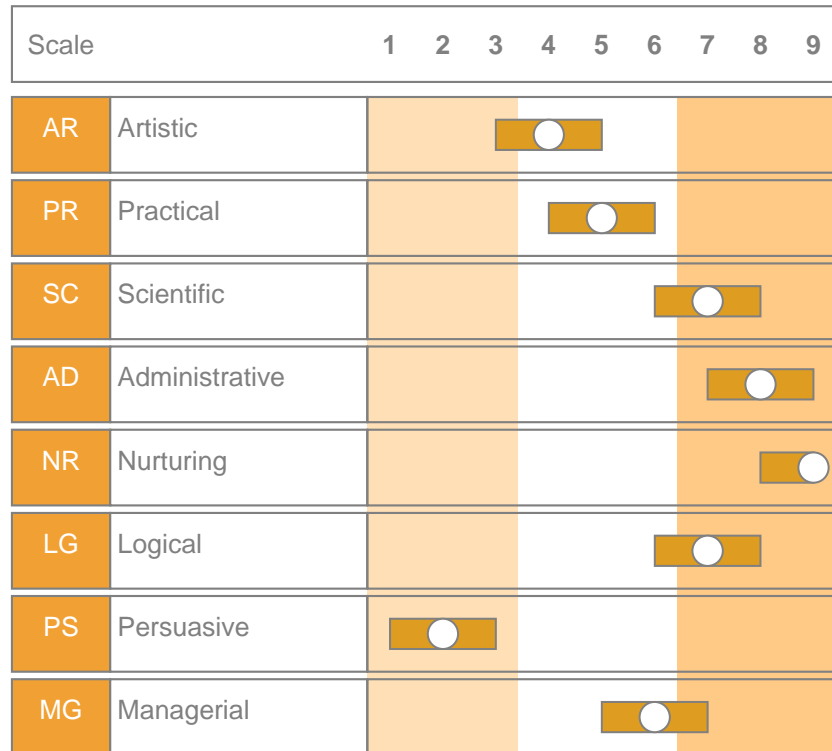 Scale 1 2 3 4 5 6 7 8 9
AR Artistic
PR Practical
SC Scientific
AD Administrative
NR Nurturing
LG Logical
PS Persuasive
MG Managerial